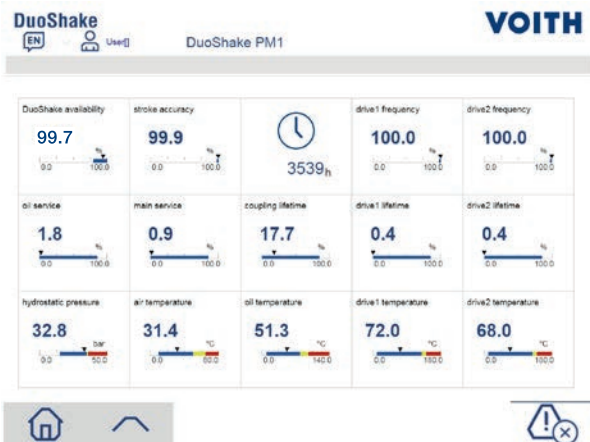 DuoShake
VOITH
EN
User[]
DuoShake PM1
DuoShake availability
99.7
%
0.0 100.0
stroke accuracy
99.9
%
0.0 100.0
3539h
drive1 frequency
100.0
%
0.0 100.0
drive2 frequency
100.0
%
0.0 100.0
oil service
1.8
%
0.0 100.0
main service
0.9
%
0.0 100.0
coupling lifetime
17.7
%
0.0 100.0
drive1 lifetime
0.4
%
0.0 100.0
drive2 lifetime
0.4
%
0.0 100.0
hydrostatic pressure
32.8
bar
0.0 50.0
air temperature
31.4
°C
0.0 80.0
oil temperature
51.3
°C
0.0 140.0
drive1 temperature
72.0
°C
0.0 180.0
drive2 temperature
68.0
°C
0.0